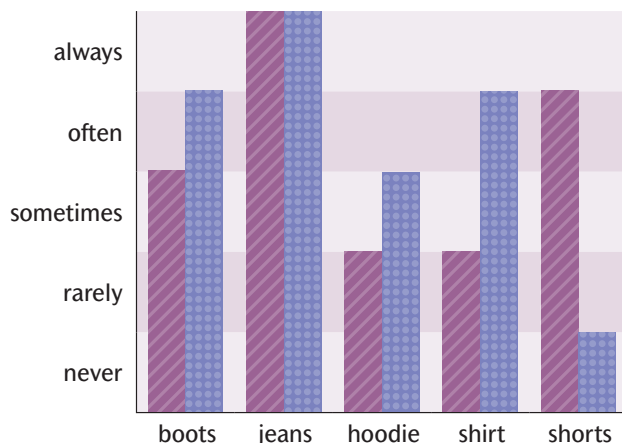 always
often
sometimes
rarely
never
boots jeans hoodie shirt shorts